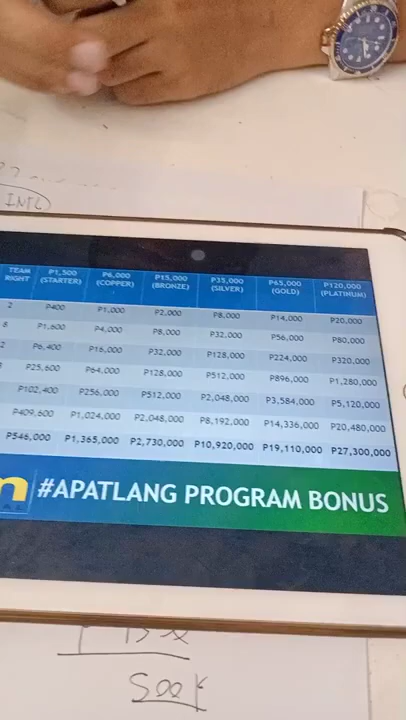 INTL
TEAM RIGHT P1,500 (STARTER) P6,000 (COPPER) P15,000 (BRONZE) P35,000 (SILVER) P65,000 (GOLD) P120,000 (PLATINUM)
2 P400 P1,000 P2,000 P8,000 P14,000 P20,000
8 P1,600 P4,000 P8,000 P32,000 P56,000 P80,000
2 P6,400 P16,000 P32,000 P128,000 P224,000 P320,000
P25,600 P64,000 P128,000 P512,000 P896,000 P1,280,000
P102,400 P256,000 P512,000 P2,048,000 P3,584,000 P5,120,000
P409,600 P1,024,000 P2,048,000 P8,192,000 P14,336,000 P20,480,000
P546,000 P1,365,000 P2,730,000 P10,920,000 P19,110,000 P27,300,000
#APATLANG PROGRAM BONUS
500K